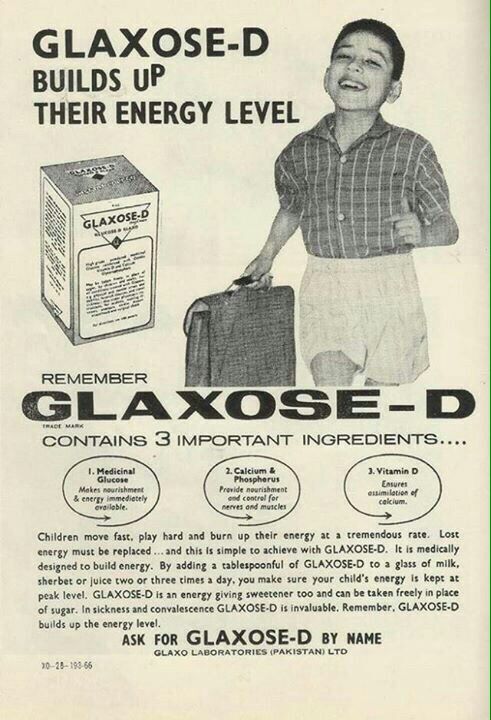 GLAXOSE-D
BUILDS UP
THEIR ENERGY LEVEL
GLAXOSE-D
GLAXOSE-D
REMEMBER
GLAXOSE-D
TRADE MARK
CONTAINS 3 IMPORTANT INGREDIENTS....
1. Medicinal
Glucose
Makes nourishment
& energy immediately
available.
2. Calcium &
Phosphorus
Provide nourishment
and control for
nerves and muscles
3. Vitamin D
Ensures
assimilation of
calcium.
Children move fast, play hard and burn up their energy at a tremendous rate. Lost
energy must be replaced ... and this is simple to achieve with GLAXOSE-D. It is medically
designed to build energy. By adding a tablespoonful of GLAXOSE-D to a glass of milk,
sherbet or juice two or three times a day, you make sure your child's energy is kept at
peak level. GLAXOSE-D is an energy giving sweetener too and can be taken freely in place
of sugar. In sickness and convalescence GLAXOSE-D is invaluable. Remember, GLAXOSE-D
builds up the energy level.
ASK FOR GLAXOSE-D BY NAME
GLAXO LABORATORIES (PAKISTAN) LTD